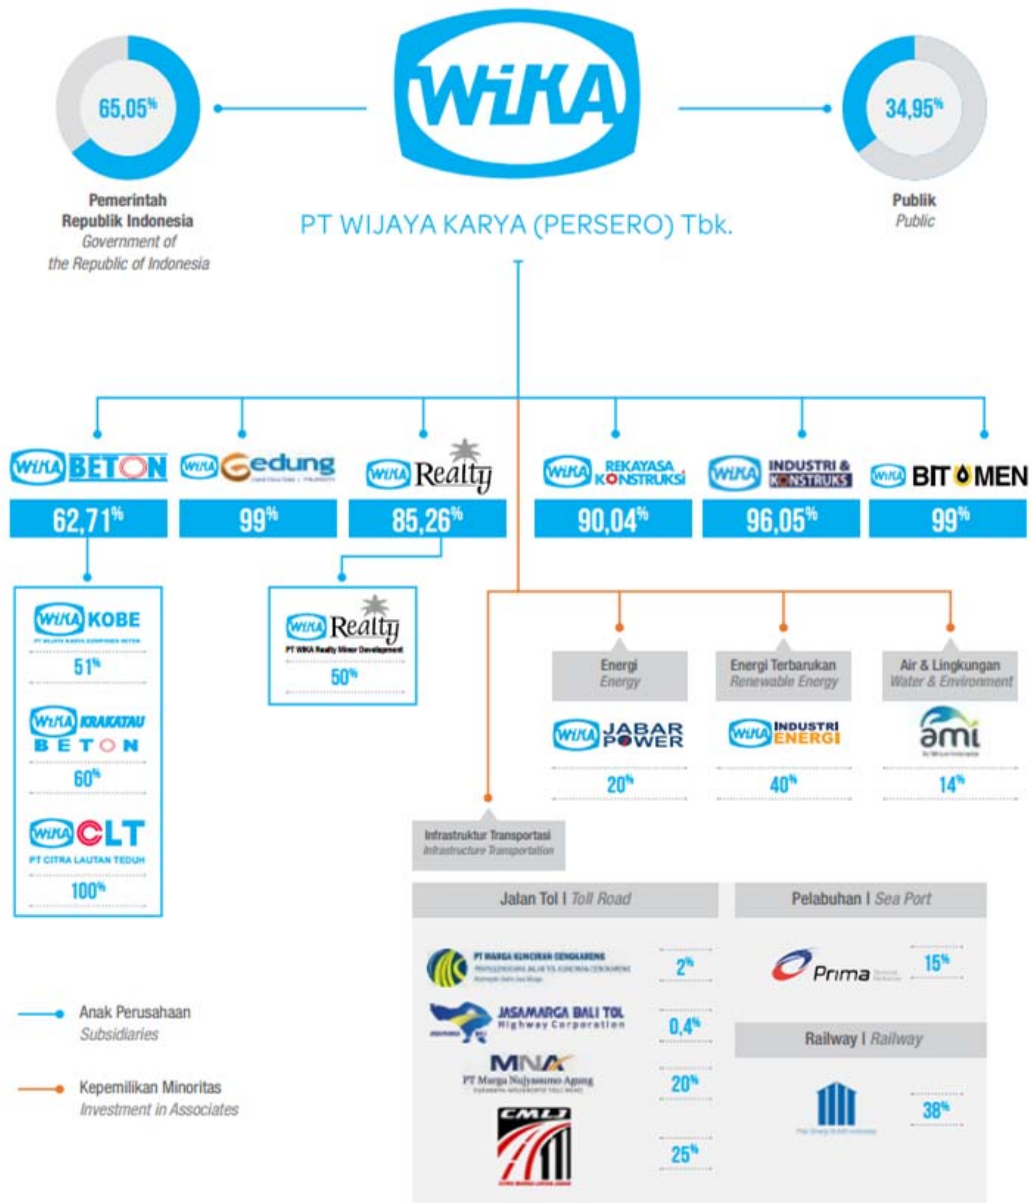 65,05%
WiKA
34,95%
Pemerintah
Republik Indonesia
Government of
the Republic of Indonesia
Publik
Public
PT WIJAYA KARYA (PERSERO) Tbk.
WiKA BETON
WiKA Gedung
WiKA Realty
WiKA REKAYASA
KONSTRUKSI
WiKA INDUSTRI &
KONSTRUKS
WiKA BITUMEN
62,71%
99%
85,26%
90,04%
96,05%
99%
WiKA KOBE
51%
WiKA KRAKATAU
BETON
60%
WiKA CLT
PT CITRA LAUTAN TEDUH
100%
WiKA Realty
PT WIKA Realty Minor Development
50%
Energi
Energy
WiKA JABAR
POWER
20%
Energi Terbarukan
Renewable Energy
WiKA INDUSTRI
ENERGI
40%
Air & Lingkungan
Water & Environment
ami
14%
Infrastruktur Transportasi
Infrastructure Transportation
Jalan Tol | Toll Road
PT MARGA KUNCIRAN CENGKARENG
2%
JASAMARGA BALI TOL
Highway Corporation
0,4%
MNA
PT Marga Nujyasumo Agung
20%
CMLJ
25%
Pelabuhan | Sea Port
Prima
15%
Railway | Railway
38%
Anak Perusahaan
Subsidiaries
Kepemilikan Minoritas
Investment in Associates